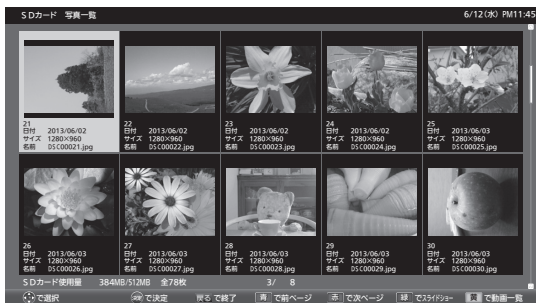 SDカード 写真一覧 6/12(水) PM11:45
21
日付 2013/06/02
サイズ 1280×960
名前 DSC00021.jpg
22
日付 2013/06/02
サイズ 1280×960
名前 DSC00022.jpg
23
日付 2013/06/02
サイズ 1280×960
名前 DSC00023.jpg
24
日付 2013/06/02
サイズ 1280×960
名前 DSC00024.jpg
25
日付 2013/06/03
サイズ 1280×960
名前 DSC00025.jpg
26
日付 2013/06/03
サイズ 1280×960
名前 DSC00026.jpg
27
日付 2013/06/03
サイズ 1280×960
名前 DSC00027.jpg
28
日付 2013/06/03
サイズ 1280×960
名前 DSC00028.jpg
29
日付 2013/06/03
サイズ 1280×960
名前 DSC00029.jpg
30
日付 2013/06/03
サイズ 1280×960
名前 DSC00030.jpg
SDカード使用量 384MB/512MB 全78枚 3/ 8
で選択 決定 で決定 戻る で終了 青 で前ページ 赤 で次ページ 緑 でスライドショー 黄 で動画一覧